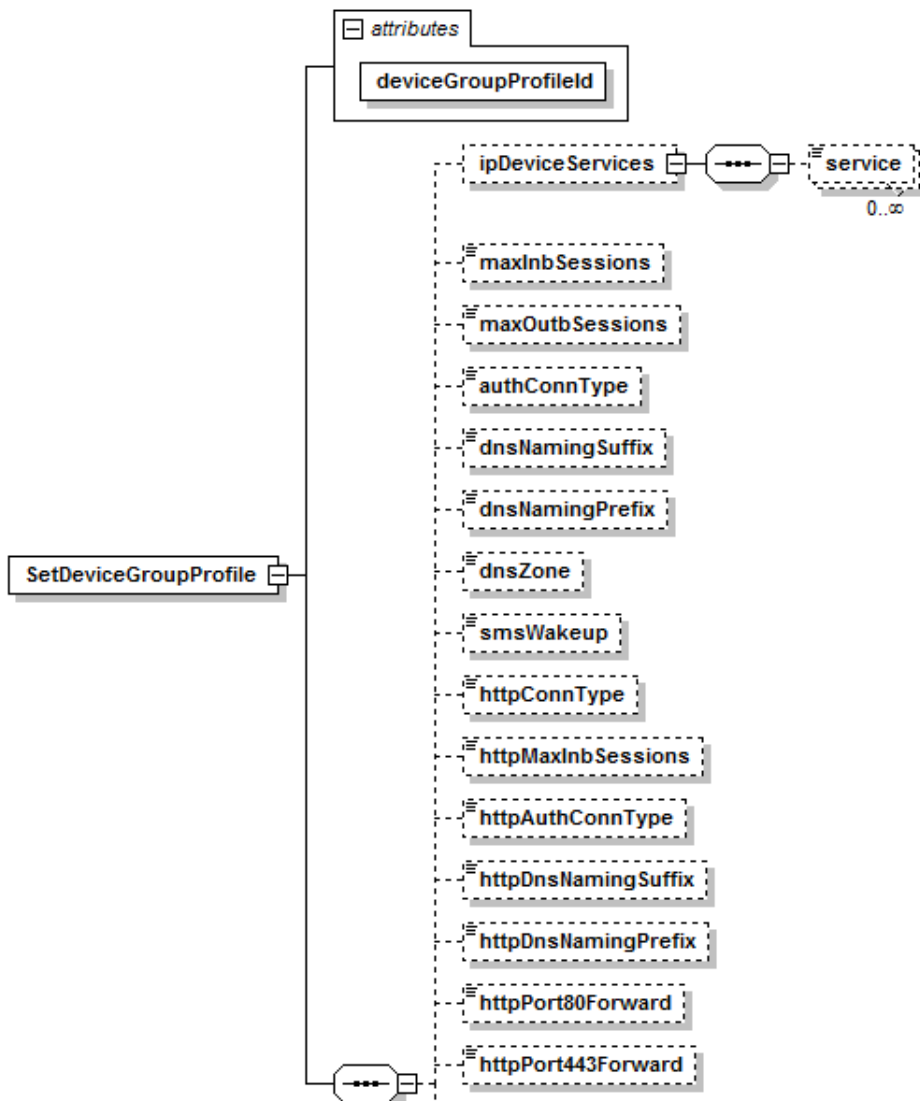 attributes
deviceGroupProfileId
ipDeviceServices
service
0..∞
maxInbSessions
maxOutbSessions
authConnType
dnsNamingSuffix
dnsNamingPrefix
dnsZone
SetDeviceGroupProfile
smsWakeup
httpConnType
httpMaxInbSessions
httpAuthConnType
httpDnsNamingSuffix
httpDnsNamingPrefix
httpPort80Forward
httpPort443Forward